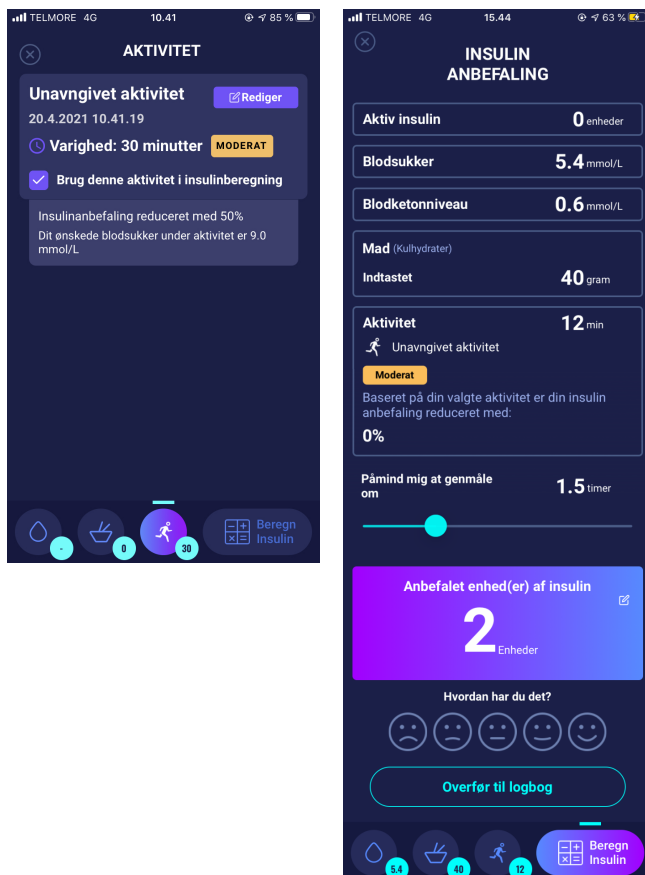 TELMORE 4G 10.41 85 %
AKTIVITET
Unavngivet aktivitet
Rediger
20.4.2021 10.41.19
Varighed: 30 minutter MODERAT
Brug denne aktivitet i insulinberegning
Insulinanbefaling reduceret med 50%
Dit ønskede blodsukker under aktivitet er 9.0
mmol/L
- 0 30
Beregn
Insulin
TELMORE 4G 15.44 63 %
INSULIN
ANBEFALING
Aktiv insulin 0 enheder
Blodsukker 5.4 mmol/L
Blodketonniveau 0.6 mmol/L
Mad (Kulhydrater)
Indtastet 40 gram
Aktivitet 12 min
Unavngivet aktivitet
Moderat
Baseret på din valgte aktivitet er din insulin
anbefaling reduceret med:
0%
Påmind mig at genmåle
om
1.5 timer
Anbefalet enhed(er) af insulin
2 Enheder
Hvordan har du det?
Overfør til logbog
5.4 40 12
Beregn
Insulin